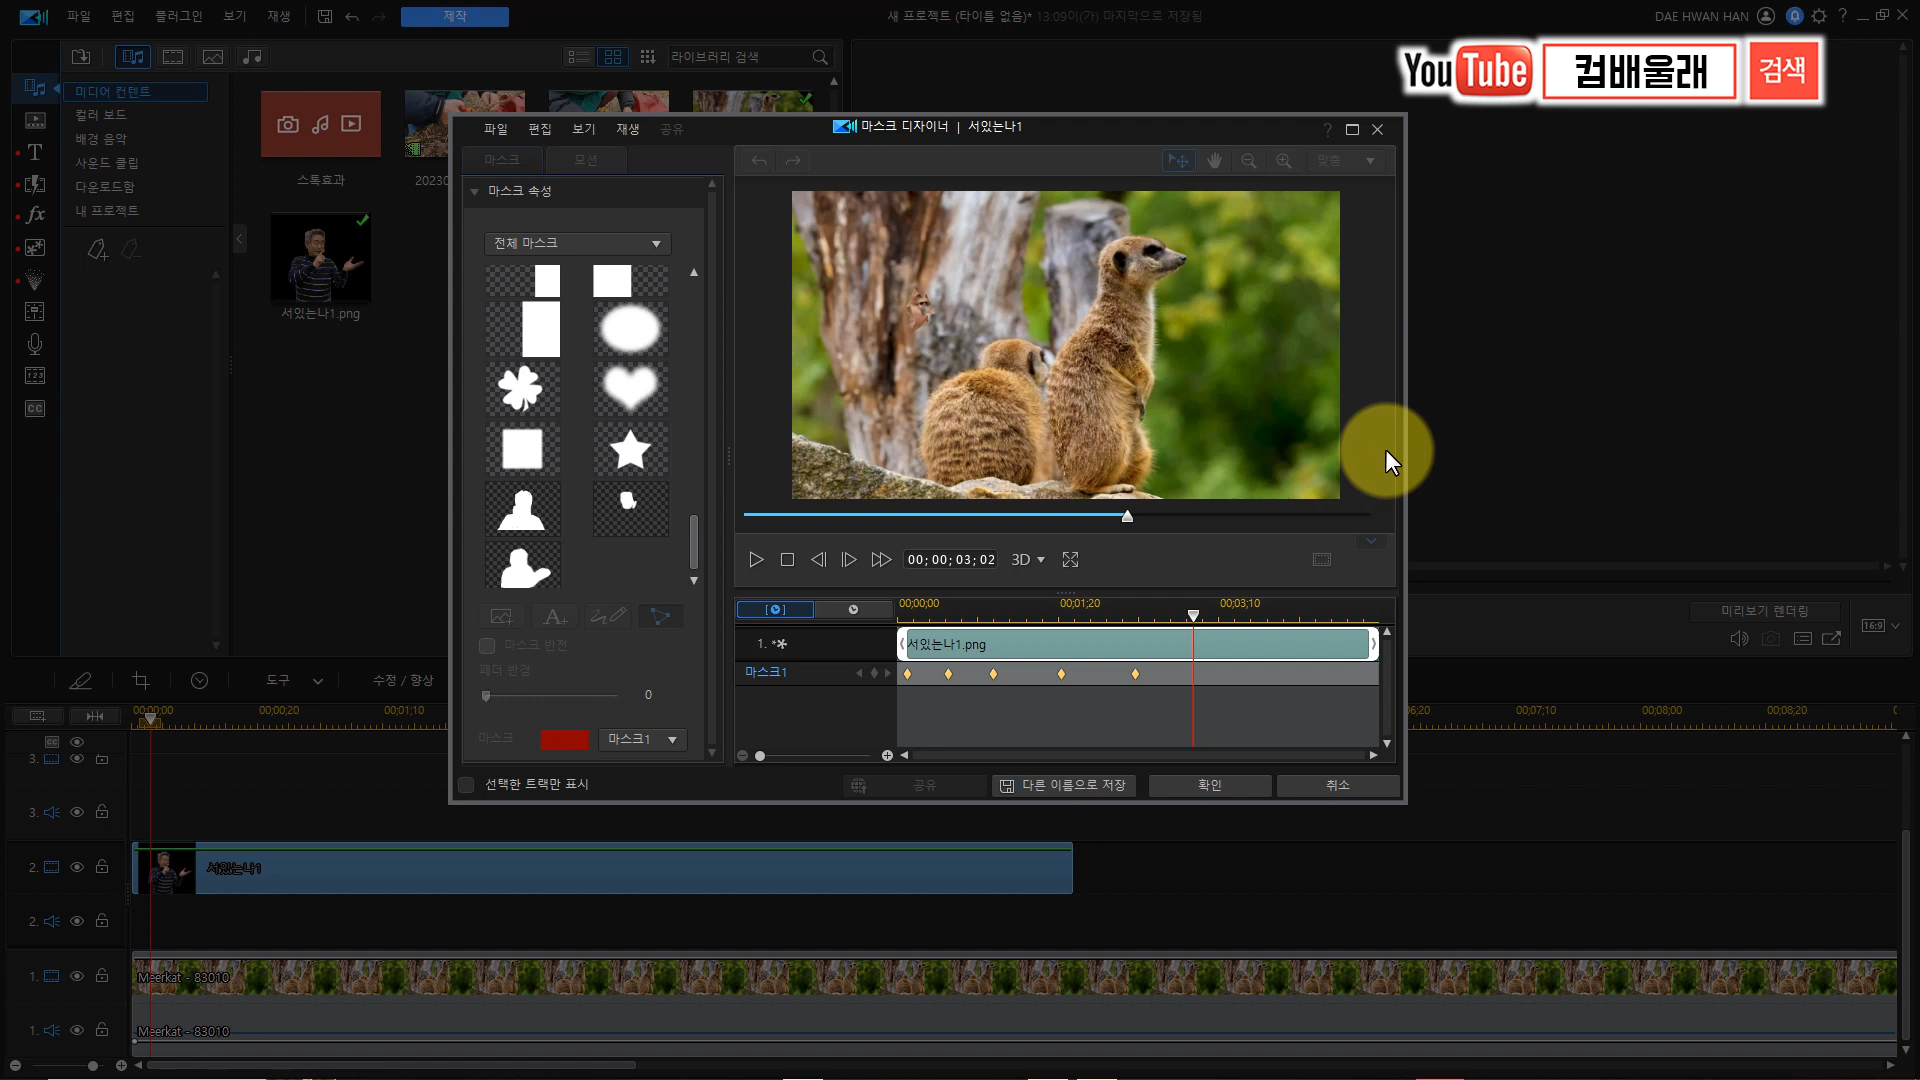 파일 편집 플러그인 보기 재생 제작 새 프로젝트 (타이틀 없음)* 13:09이(가) 마지막으로 저장됨 DAE HWAN HAN
라이브러리 검색
YouTube 컴배울래 검색
미디어 컨텐트
컬러 보드
배경 음악
사운드 클립
다운로드함
내 프로젝트
스톡효과
20230
서있는나1.png
파일 편집 보기 재생 공유 마스크 디자이너 | 서있는나1
마스크 모션
맞춤
마스크 속성
전체 마스크
마스크 반전
페더 반경
0
마스크 마스크1
선택한 트랙만 표시
00;00;03;02 3D
00;00;00 00;01;20 00;03;10
1. 서있는나1.png
마스크1
공유 다른 이름으로 저장 확인 취소
미리보기 렌더링
16:9
T
fx
CC
도구 수정 / 향상
00;00;00 00;00;20 00;01;10 06;20 00;07;10 00;08;00 00;08;20
3.
3.
2. 서있는나1
2.
1. Meerkat - 83010
1. Meerkat - 83010